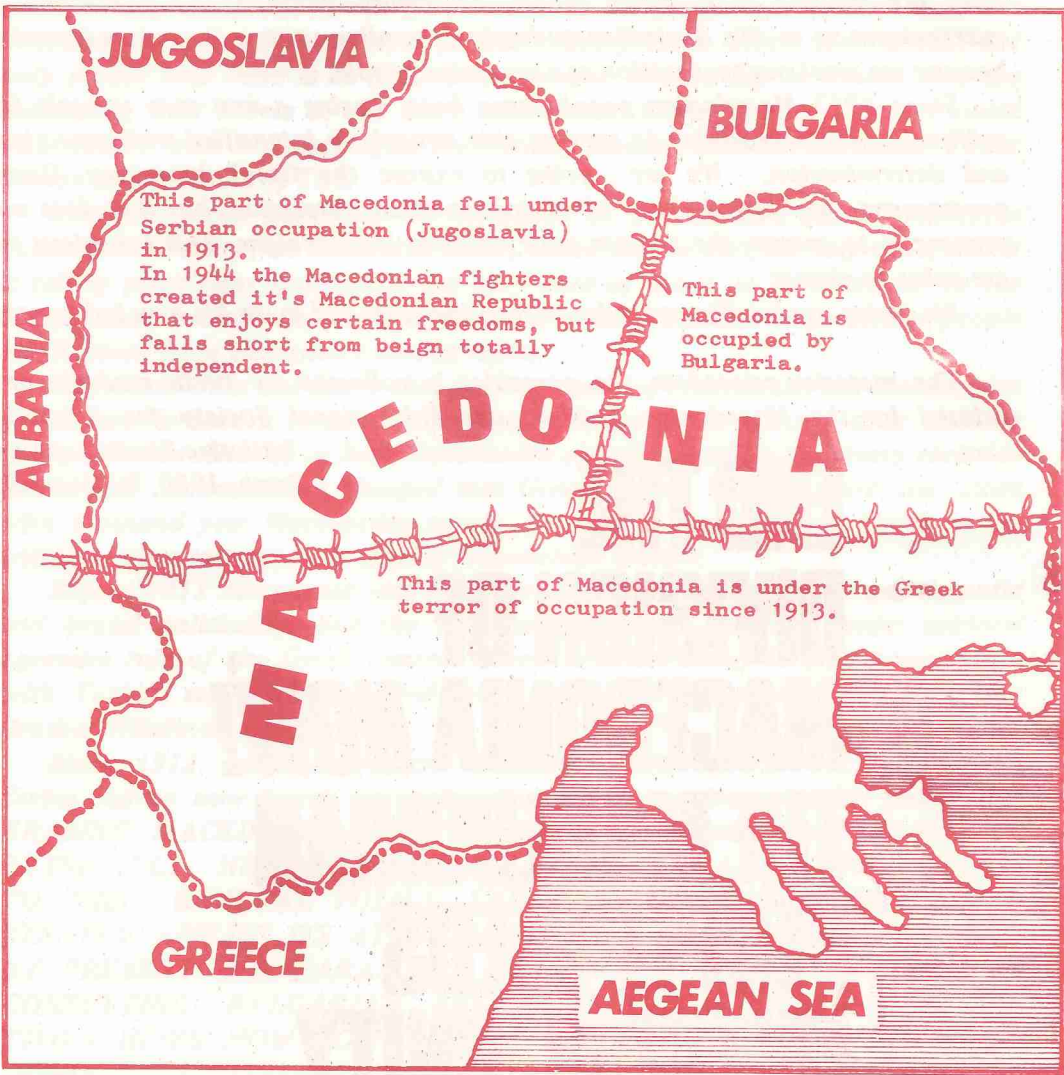 JUGOSLAVIA
BULGARIA
This part of Macedonia fell under
Serbian occupation (Jugoslavia)
in 1913.
In 1944 the Macedonian fighters
created it's Macedonian Republic
that enjoys certain freedoms, but
falls short from beign totally
independent.
This part of
Macedonia is
occupied by
Bulgaria.
ALBANIA
MACEDONIA
This part of Macedonia is under the Greek
terror of occupation since 1913.
GREECE
AEGEAN SEA